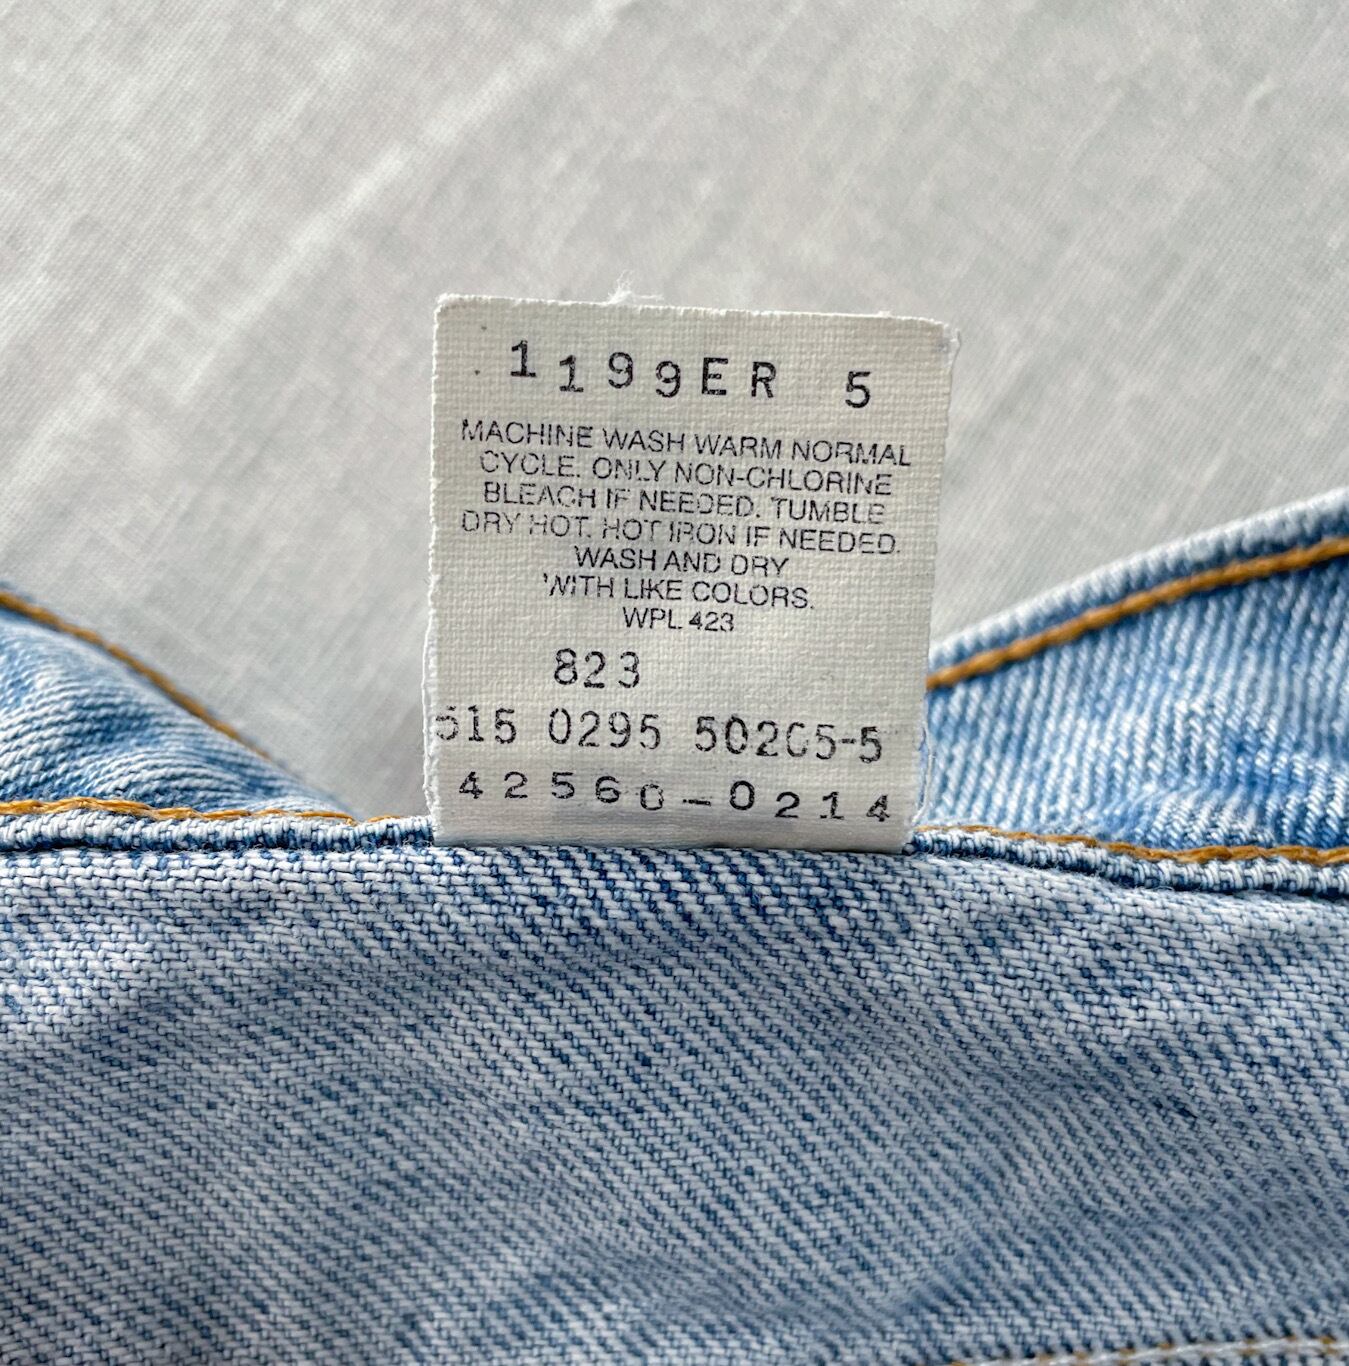 1199ER 5
MACHINE WASH WARM NORMAL
CYCLE. ONLY NON-CHLORINE
BLEACH IF NEEDED. TUMBLE
DRY HOT. HOT IRON IF NEEDED.
WASH AND DRY
WITH LIKE COLORS.
WPL 423
823
515 0295 50205-5
42560-0214